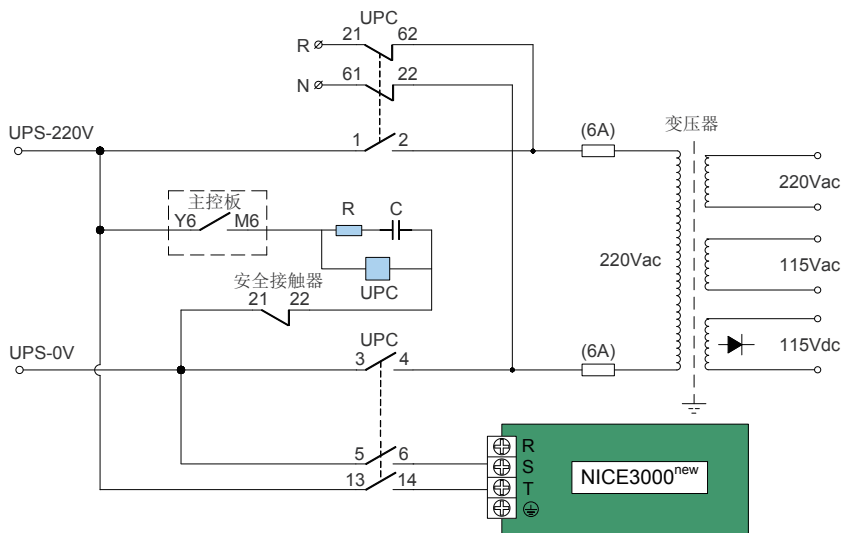 UPC
R 21 62
N 61 22
UPS-220V 1 2 (6A) 变压器
220Vac
主控板
Y6 M6 R C
115Vac
220Vac
安全接触器
21 22 UPC
UPS-0V UPC
3 4 (6A) 115Vdc
5 6 R
S
13 14 T
NICE3000new